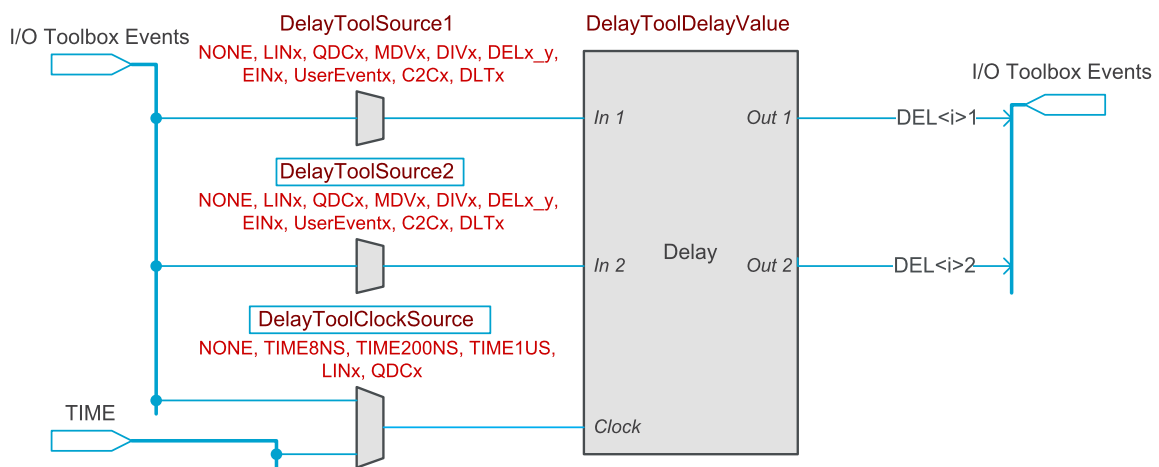 DelayToolSource1
DelayToolDelayValue
I/O Toolbox Events
NONE, LINx, QDCx, MDVx, DIVx, DELx_y,
EINx, UserEventx, C2Cx, DLTx
I/O Toolbox Events
In 1
Out 1
DEL<i>1
DelayToolSource2
NONE, LINx, QDCx, MDVx, DIVx, DELx_y,
EINx, UserEventx, C2Cx, DLTx
Delay
In 2
Out 2
DEL<i>2
DelayToolClockSource
NONE, TIME8NS, TIME200NS, TIME1US,
LINx, QDCx
TIME
Clock